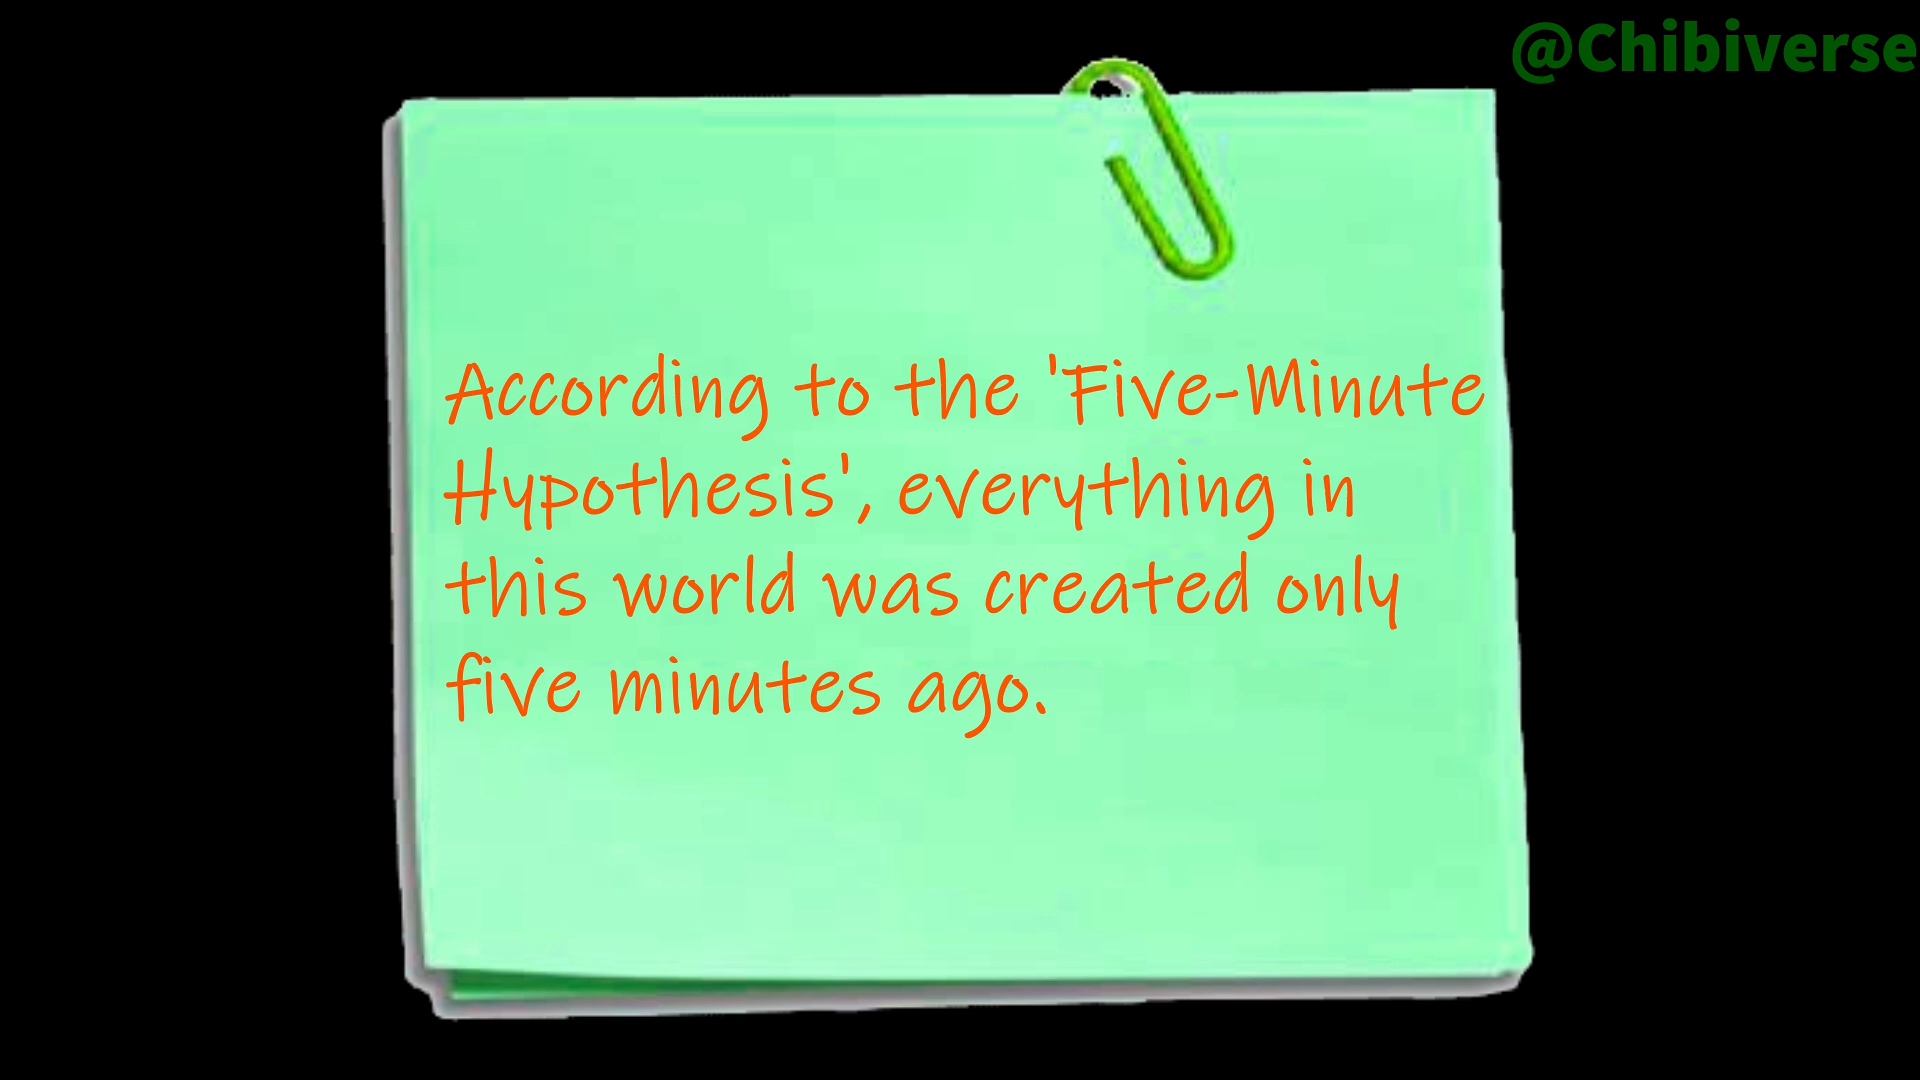 @Chibiverse
According to the 'Five-Minute
Hypothesis', everything in
this world was created only
five minutes ago.